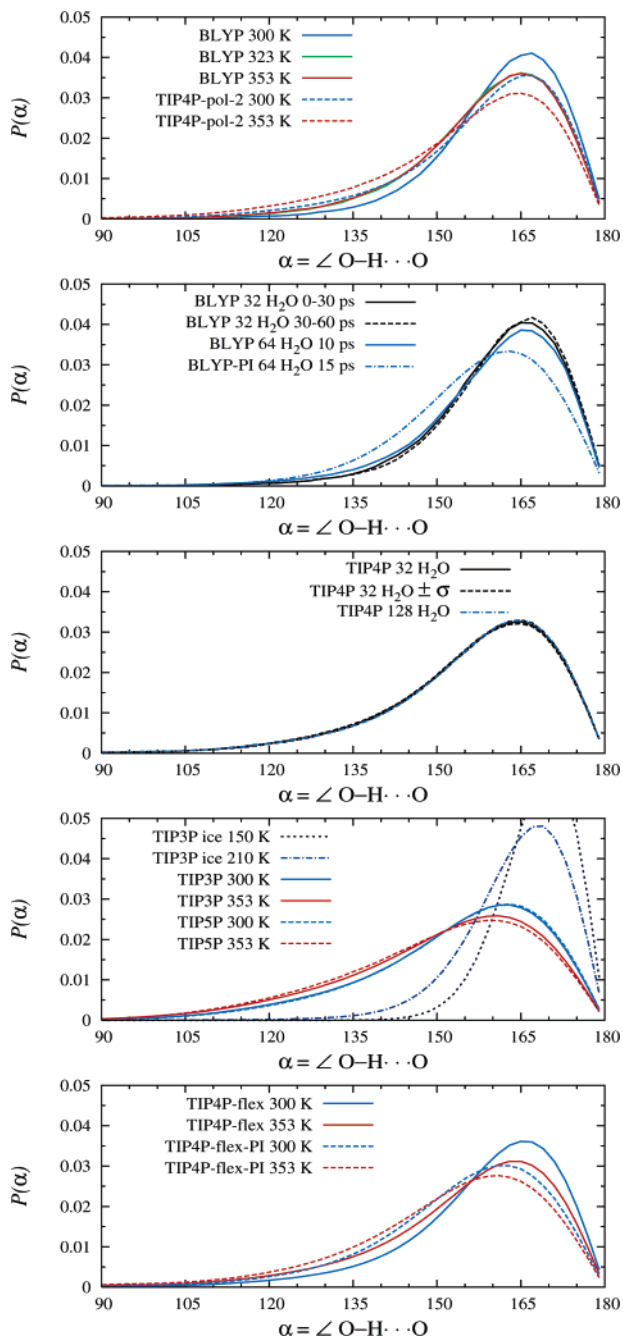 BLYP 300 K
BLYP 323 K
BLYP 353 K
TIP4P-pol-2 300 K
TIP4P-pol-2 353 K
P(α)
0.05
0.04
0.03
0.02
0.01
0
90 105 120 135 150 165 180
α = ∠ O–H···O
BLYP 32 H₂O 0-30 ps
BLYP 32 H₂O 30-60 ps
BLYP 64 H₂O 10 ps
BLYP-PI 64 H₂O 15 ps
P(α)
0.05
0.04
0.03
0.02
0.01
0
90 105 120 135 150 165 180
α = ∠ O–H···O
TIP4P 32 H₂O
TIP4P 32 H₂O ± σ
TIP4P 128 H₂O
P(α)
0.05
0.04
0.03
0.02
0.01
0
90 105 120 135 150 165 180
α = ∠ O–H···O
TIP3P ice 150 K
TIP3P ice 210 K
TIP3P 300 K
TIP3P 353 K
TIP5P 300 K
TIP5P 353 K
P(α)
0.05
0.04
0.03
0.02
0.01
0
90 105 120 135 150 165 180
α = ∠ O–H···O
TIP4P-flex 300 K
TIP4P-flex 353 K
TIP4P-flex-PI 300 K
TIP4P-flex-PI 353 K
P(α)
0.05
0.04
0.03
0.02
0.01
0
90 105 120 135 150 165 180
α = ∠ O–H···O